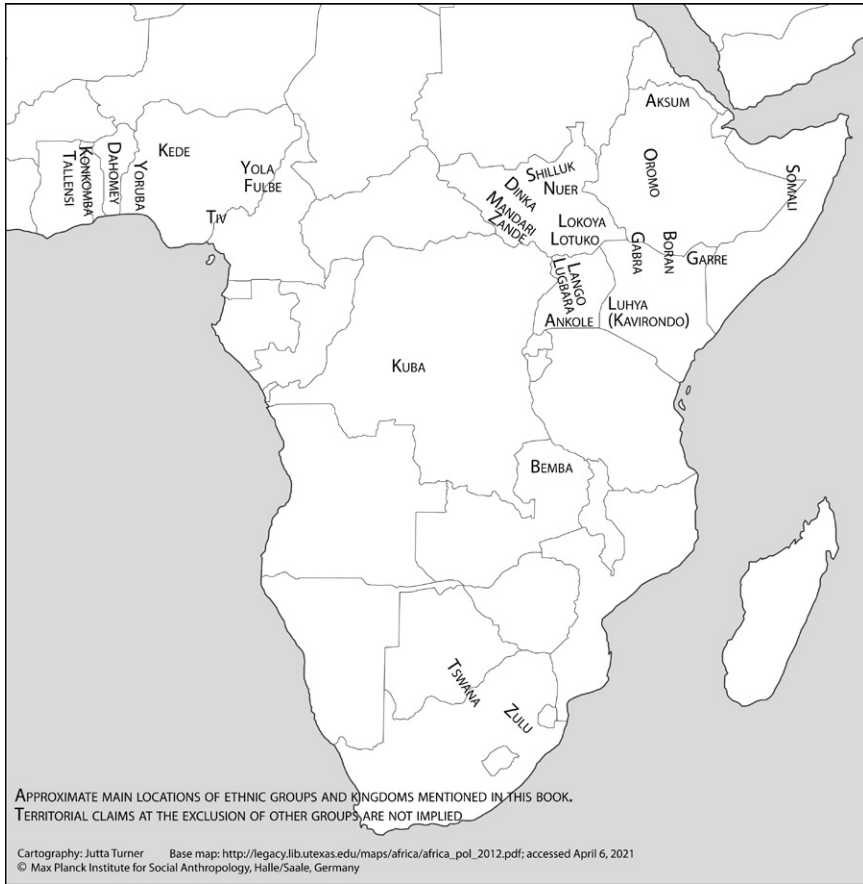 Aksum
Kede
Yola
Fulbe
Tiv
Yoruba
Dahomey
Konkomba
Tallensi
Shilluk
Nuer
Dinka
Mandari
Zande
Lokoya
Lotuko
Oromo
Somali
Boran
Gabra
Garre
Lango
Lugbara
Ankole
Luhya
(Kavirondo)
Kuba
Bemba
Tswana
Zulu
Approximate main locations of ethnic groups and kingdoms mentioned in this book.
Territorial claims at the exclusion of other groups are not implied
Cartography: Jutta Turner Base map: http://legacy.lib.utexas.edu/maps/africa/africa_pol_2012.pdf; accessed April 6, 2021
© Max Planck Institute for Social Anthropology, Halle/Saale, Germany